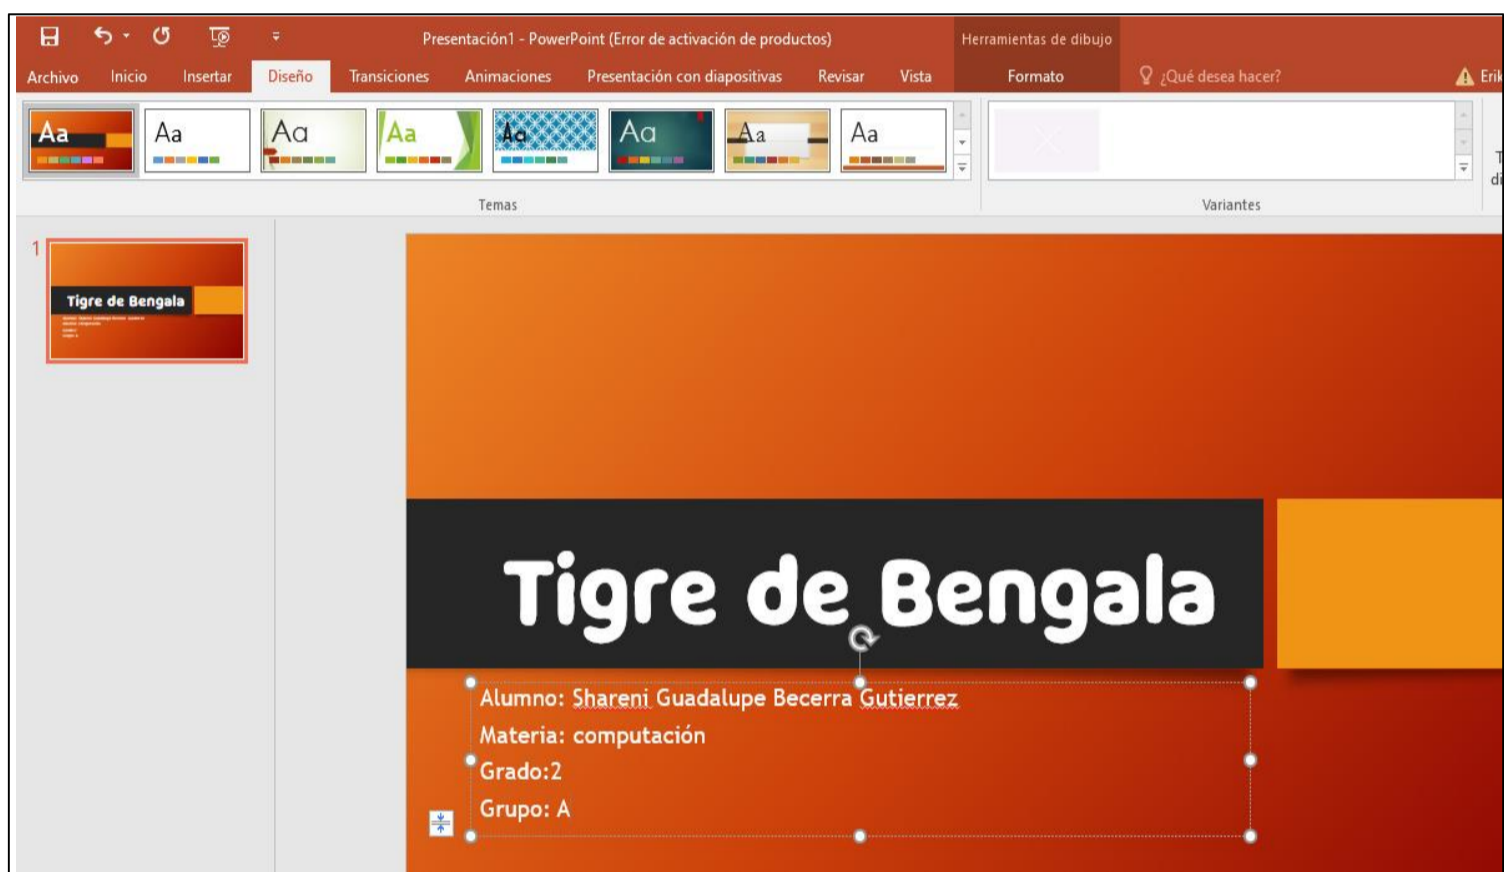 Presentación1 - PowerPoint (Error de activación de productos)
Herramientas de dibujo
Archivo Inicio Insertar Diseño Transiciones Animaciones Presentación con diapositivas Revisar Vista Formato ¿Qué desea hacer? Erik
Aa Aa Aa Aa Aa Aa Aa Aa
Temas Variantes
1
Tigre de Bengala
Tigre de Bengala
Alumno: Shareni Guadalupe Becerra Gutierrez
Materia: computación
Grado:2
Grupo: A